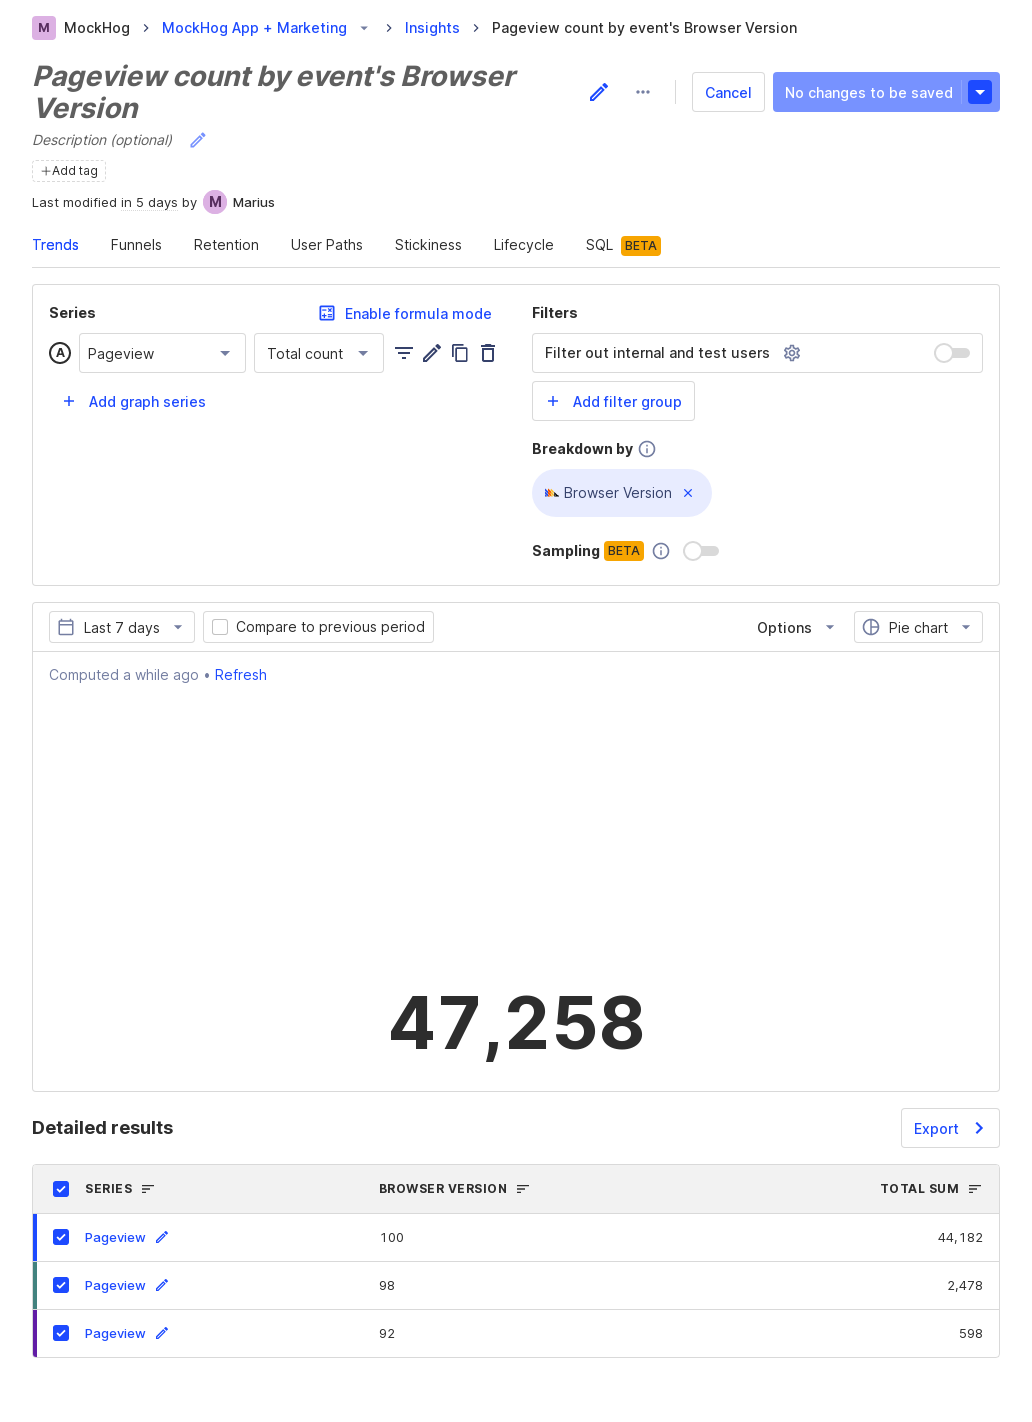 M MockHog MockHog App + Marketing Insights Pageview count by event's Browser Version
Pageview count by event's Browser
Version
Cancel No changes to be saved
Description (optional)
Add tag
Last modified in 5 days by M Marius
Trends Funnels Retention User Paths Stickiness Lifecycle SQL BETA
Series Enable formula mode Filters
A Pageview Total count Filter out internal and test users
Add graph series Add filter group
Breakdown by
Browser Version
Sampling BETA
Last 7 days Compare to previous period Options Pie chart
Computed a while ago • Refresh
47,258
Detailed results Export
SERIES BROWSER VERSION TOTAL SUM
Pageview 100 44,182
Pageview 98 2,478
Pageview 92 598